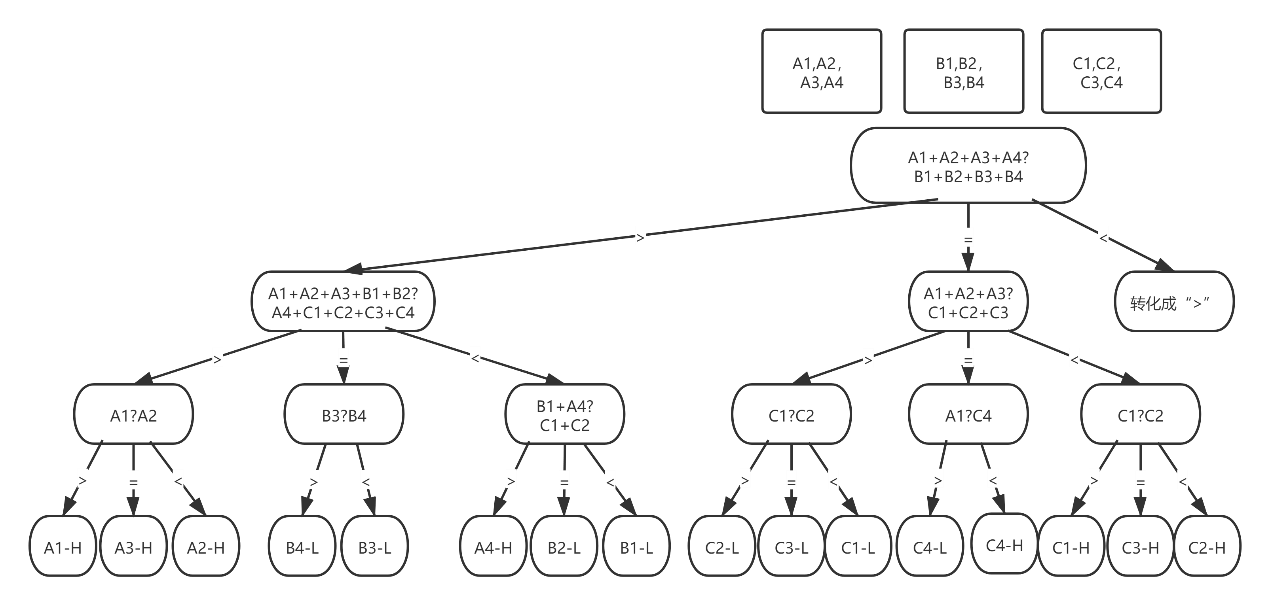 A1,A2,
A3,A4
B1,B2,
B3,B4
C1,C2,
C3,C4
A1+A2+A3+A4?
B1+B2+B3+B4
>
=
<
A1+A2+A3+B1+B2?
A4+C1+C2+C3+C4
A1+A2+A3?
C1+C2+C3
转化成“>”
>
=
<
>
=
<
A1?A2
B3?B4
B1+A4?
C1+C2
C1?C2
A1?C4
C1?C2
>
=
<
>
<
>
=
<
>
=
<
>
<
>
=
<
A1-H
A3-H
A2-H
B4-L
B3-L
A4-H
B2-L
B1-L
C2-L
C3-L
C1-L
C4-L
C4-H
C1-H
C3-H
C2-H